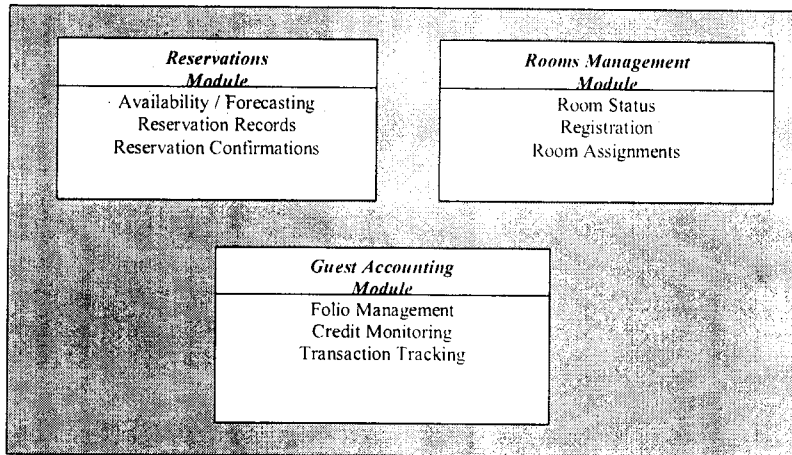 Reservations
Module
Availability / Forecasting
Reservation Records
Reservation Confirmations
Rooms Management
Module
Room Status
Registration
Room Assignments
Guest Accounting
Module
Folio Management
Credit Monitoring
Transaction Tracking